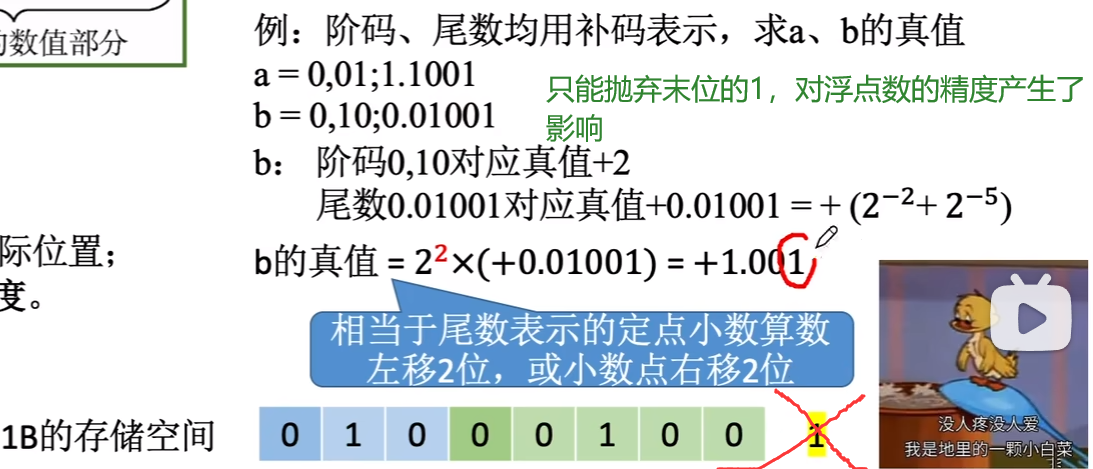 的数值部分
例：阶码、尾数均用补码表示，求a、b的真值
a = 0,01;1.1001
b = 0,10;0.01001
只能抛弃末位的1，对浮点数的精度产生了
影响
b： 阶码0,10对应真值+2
尾数0.01001对应真值+0.01001 = + (2⁻²+ 2⁻⁵)
际位置；
度。
b的真值 = 2²×(+0.01001) = +1.001
相当于尾数表示的定点小数算数
左移2位，或小数点右移2位
1B的存储空间
0 1 0 0 0 1 0 0 1
没人疼没人爱
我是地里的一颗小白菜